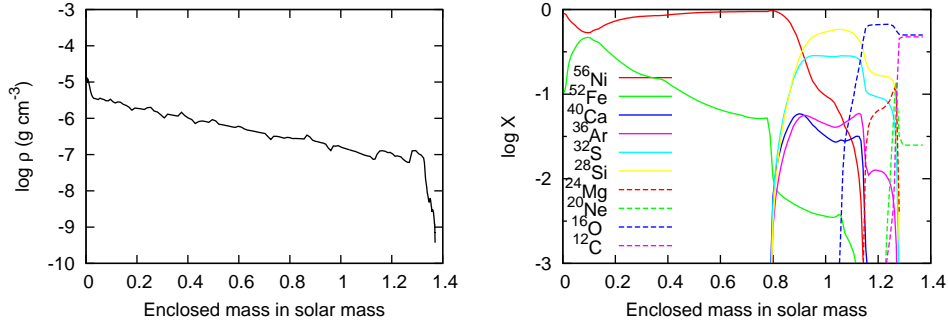 -3
-4
-5
-6
-7
-8
-9
-10
0 0.2 0.4 0.6 0.8 1 1.2 1.4
log ρ (g cm-3)
Enclosed mass in solar mass
0
-1
-2
-3
0 0.2 0.4 0.6 0.8 1 1.2 1.4
log X
Enclosed mass in solar mass
56Ni
52Fe
40Ca
36Ar
32S
28Si
24Mg
20Ne
16O
12C